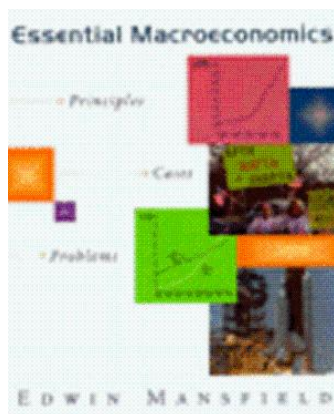 Essential Macroeconomics
Principles
Cases
Problems
EDWIN MANSFIELD